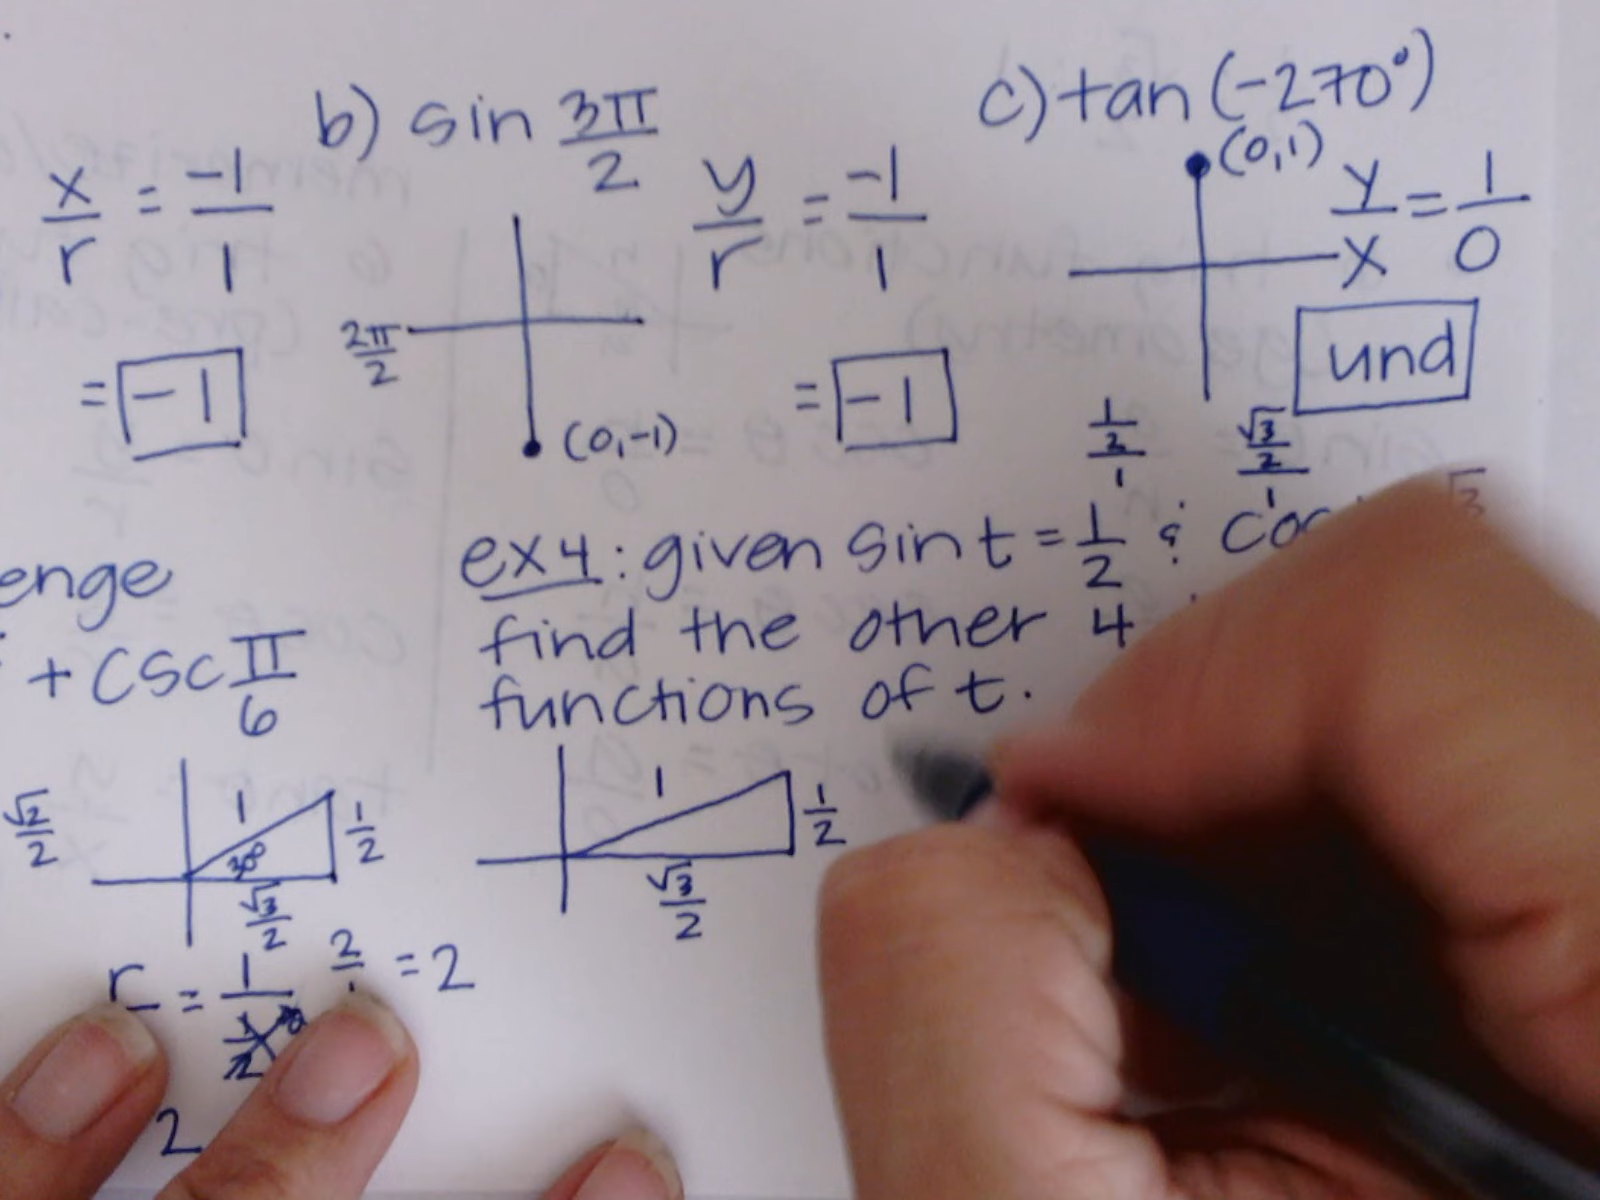 b) sin 3π/2
c) tan (-270°)
x/r = -1/1
y/r = -1/1
(0,1)
y/x = 1/0
2π/2
= -1
(0,-1)
= -1
und
1/2/1
√3/2/1
enge
ex4: given sin t = 1/2 &
+ csc π/6
find the other 4
functions of t.
√2/2
1
30°
1/2
√3/2
1
1/2
√3/2
r = 1
2
= 2
2